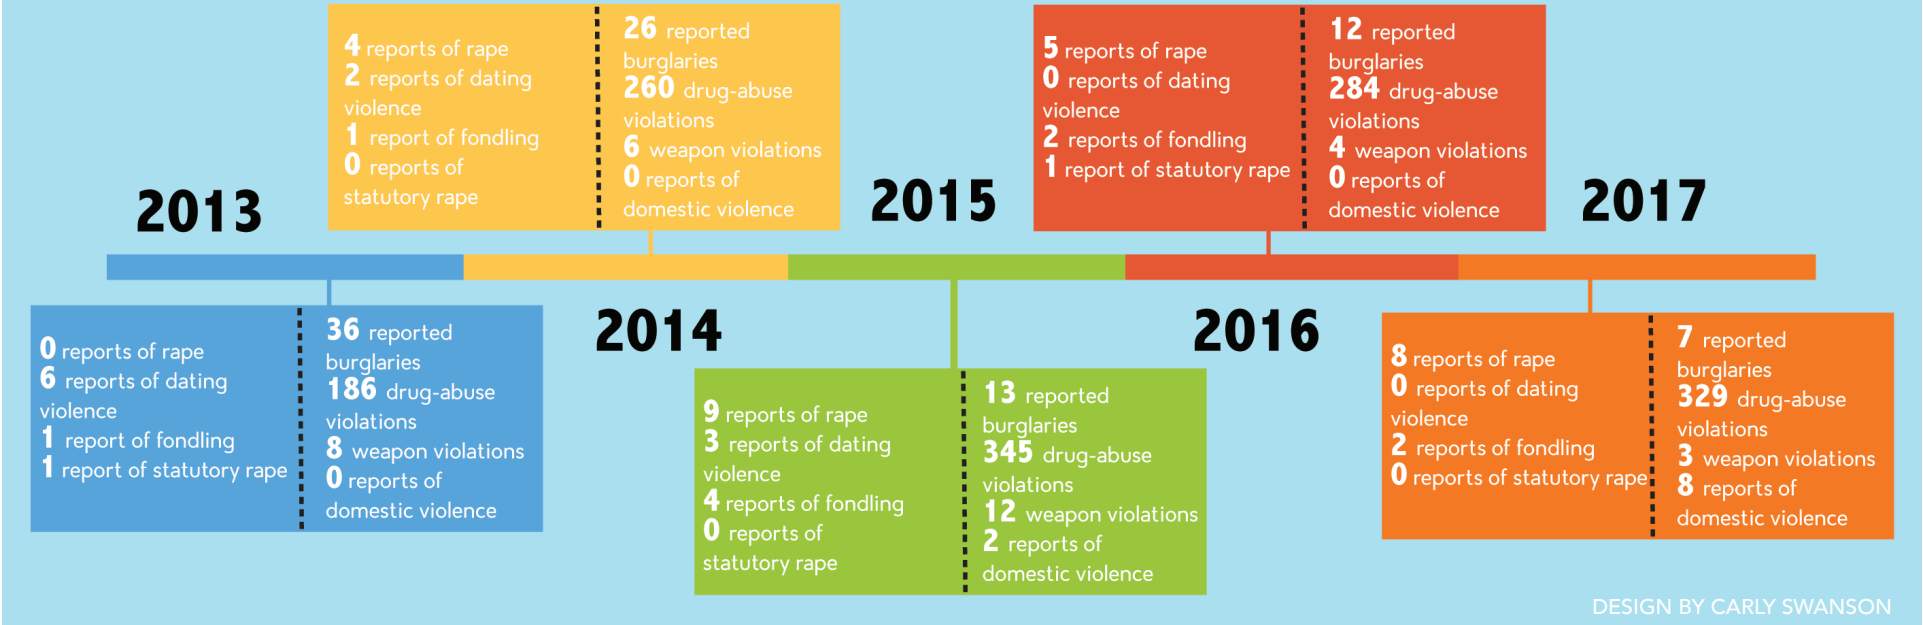 2013
0 reports of rape
6 reports of dating
violence
1 report of fondling
1 report of statutory rape
36 reported
burglaries
186 drug-abuse
violations
8 weapon violations
0 reports of
domestic violence
2014
4 reports of rape
2 reports of dating
violence
1 report of fondling
0 reports of
statutory rape
26 reported
burglaries
260 drug-abuse
violations
6 weapon violations
0 reports of
domestic violence
2015
9 reports of rape
3 reports of dating
violence
4 reports of fondling
0 reports of
statutory rape
13 reported
burglaries
345 drug-abuse
violations
12 weapon violations
2 reports of
domestic violence
2016
5 reports of rape
0 reports of dating
violence
2 reports of fondling
1 report of statutory rape
12 reported
burglaries
284 drug-abuse
violations
4 weapon violations
0 reports of
domestic violence
2017
8 reports of rape
0 reports of dating
violence
2 reports of fondling
0 reports of statutory rape
7 reported
burglaries
329 drug-abuse
violations
3 weapon violations
8 reports of
domestic violence
DESIGN BY CARLY SWANSON